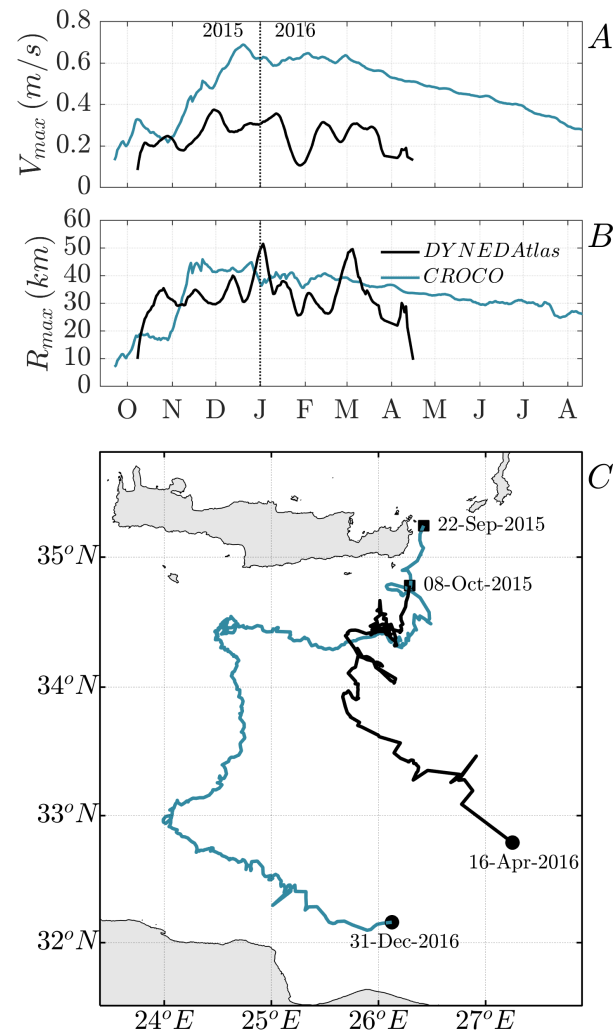 2015 2016
A
V_max (m/s)
0.8
0.6
0.4
0.2
0
B
R_max (km)
60
50
40
30
20
10
0
DYNEDAtlas
CROCO
O N D J F M A M J J A
C
22-Sep-2015
08-Oct-2015
16-Apr-2016
31-Dec-2016
35°N
34°N
33°N
32°N
24°E 25°E 26°E 27°E